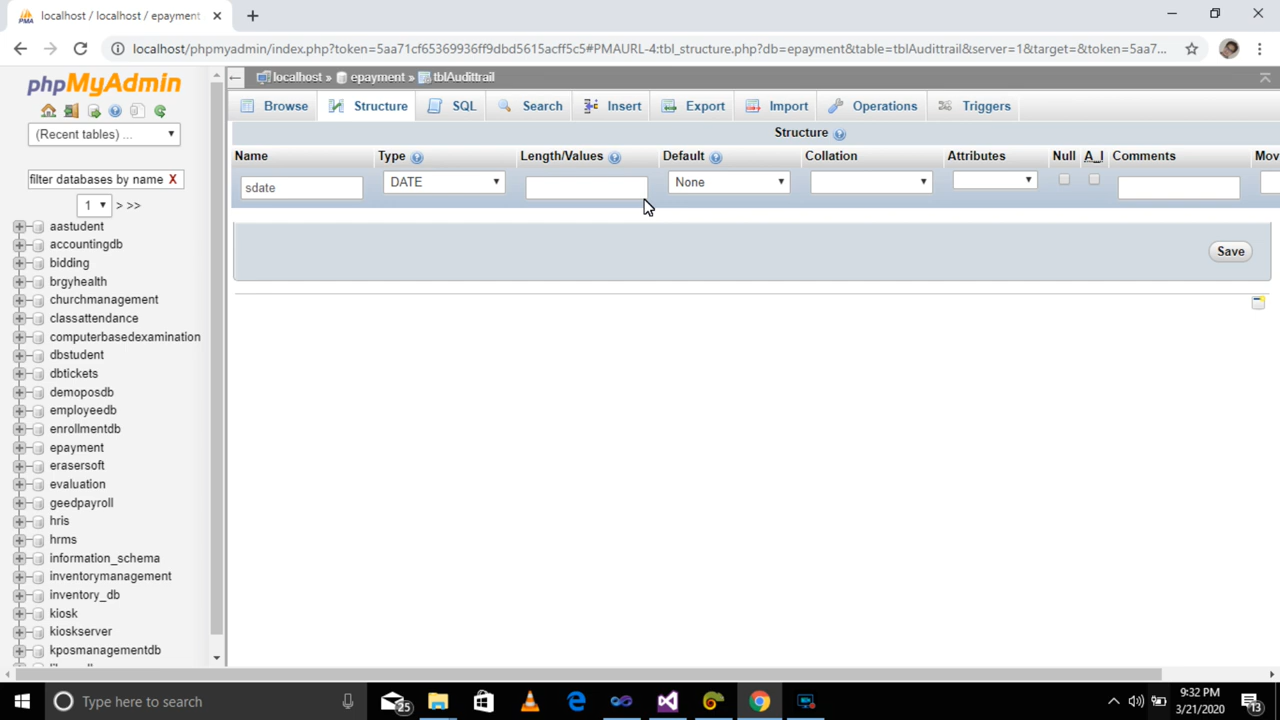 localhost / localhost / epayment
localhost/phpmyadmin/index.php?token=5aa71cf65369936ff9dbd5615acff5c5#PMAURL-4:tbl_structure.php?db=epayment&table=tblAudittrail&server=1&target=&token=5aa7...
phpMyAdmin
localhost » epayment » tblAudittrail
Browse Structure SQL Search Insert Export Import Operations Triggers
(Recent tables) ...
Structure
Name Type Length/Values Default Collation Attributes Null A_I Comments Mov
sdate DATE None
filter databases by name X
1 > >>
Save
aastudent
accountingdb
bidding
brgyhealth
churchmanagement
classattendance
computerbasedexamination
dbstudent
dbtickets
demoposdb
employeedb
enrollmentdb
epayment
erasersoft
evaluation
geedpayroll
hris
hrms
information_schema
inventorymanagement
inventory_db
kiosk
kioskserver
kposmanagementdb
Type here to search
25
9:32 PM
3/21/2020
13